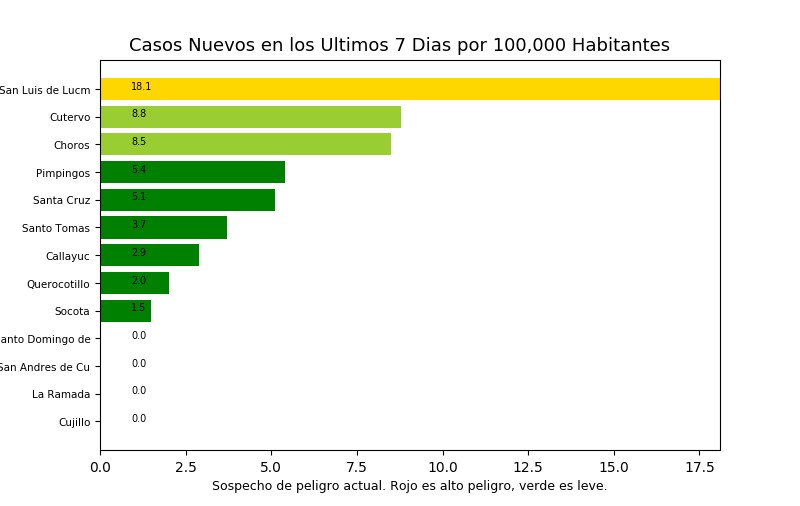 Casos Nuevos en los Ultimos 7 Dias por 100,000 Habitantes
San Luis de Lucm 18.1
Cutervo 8.8
Choros 8.5
Pimpingos 5.4
Santa Cruz 5.1
Santo Tomas 3.7
Callayuc 2.9
Querocotillo 2.0
Socota 1.5
anto Domingo de 0.0
San Andres de Cu 0.0
La Ramada 0.0
Cujillo 0.0
0.0 2.5 5.0 7.5 10.0 12.5 15.0 17.5
Sospecho de peligro actual. Rojo es alto peligro, verde es leve.